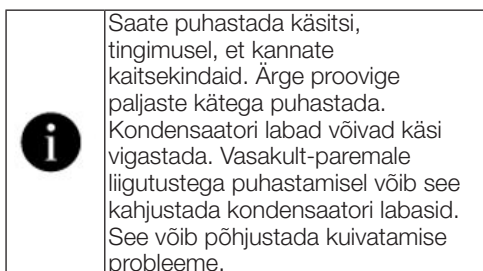 Saate puhastada käsitsi,
tingimusel, et kannate
kaitsekindaid. Ärge proovige
paljaste kätega puhastada.
Kondensaatori labad võivad käsi
vigastada. Vasakult-paremale
liigutustega puhastamisel võib see
kahjustada kondensaatori labasid.
See võib põhjustada kuivatamise
probleeme.